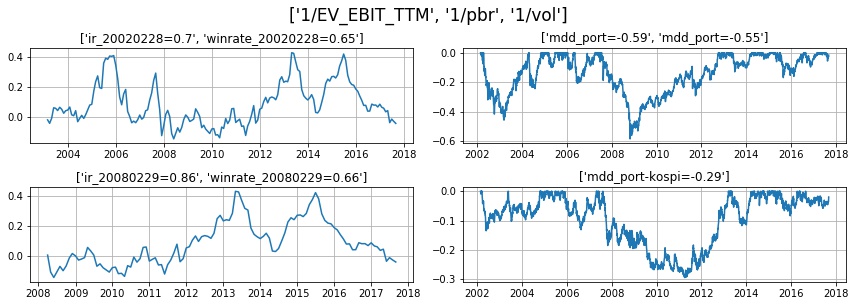 ['1/EV_EBIT_TTM', '1/pbr', '1/vol']
['ir_20020228=0.7', 'winrate_20020228=0.65']
0.4
0.2
0.0
2004 2006 2008 2010 2012 2014 2016 2018
['mdd_port=-0.59', 'mdd_port=-0.55']
0.0
−0.2
−0.4
−0.6
2002 2004 2006 2008 2010 2012 2014 2016 2018
['ir_20080229=0.86', 'winrate_20080229=0.66']
0.4
0.2
0.0
2008 2009 2010 2011 2012 2013 2014 2015 2016 2017 2018
['mdd_port-kospi=-0.29']
0.0
−0.1
−0.2
−0.3
2002 2004 2006 2008 2010 2012 2014 2016 2018